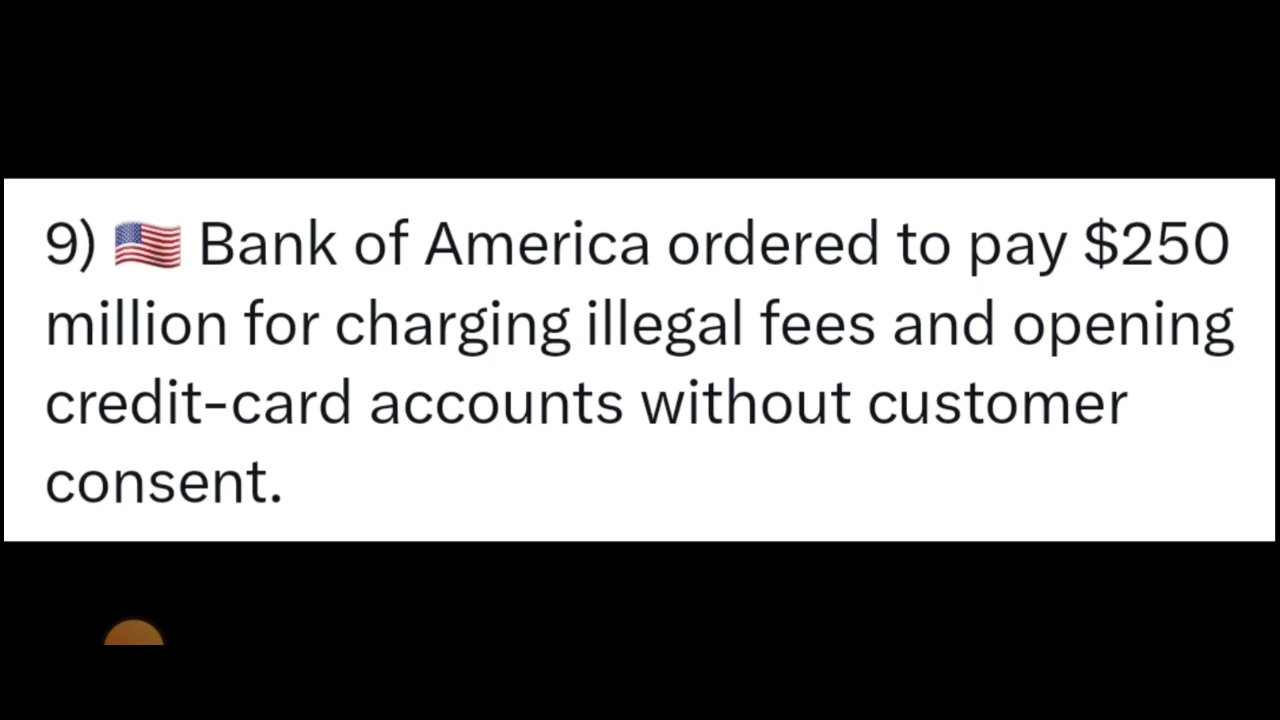 9) 🇺🇸 Bank of America ordered to pay $250
million for charging illegal fees and opening
credit-card accounts without customer
consent.